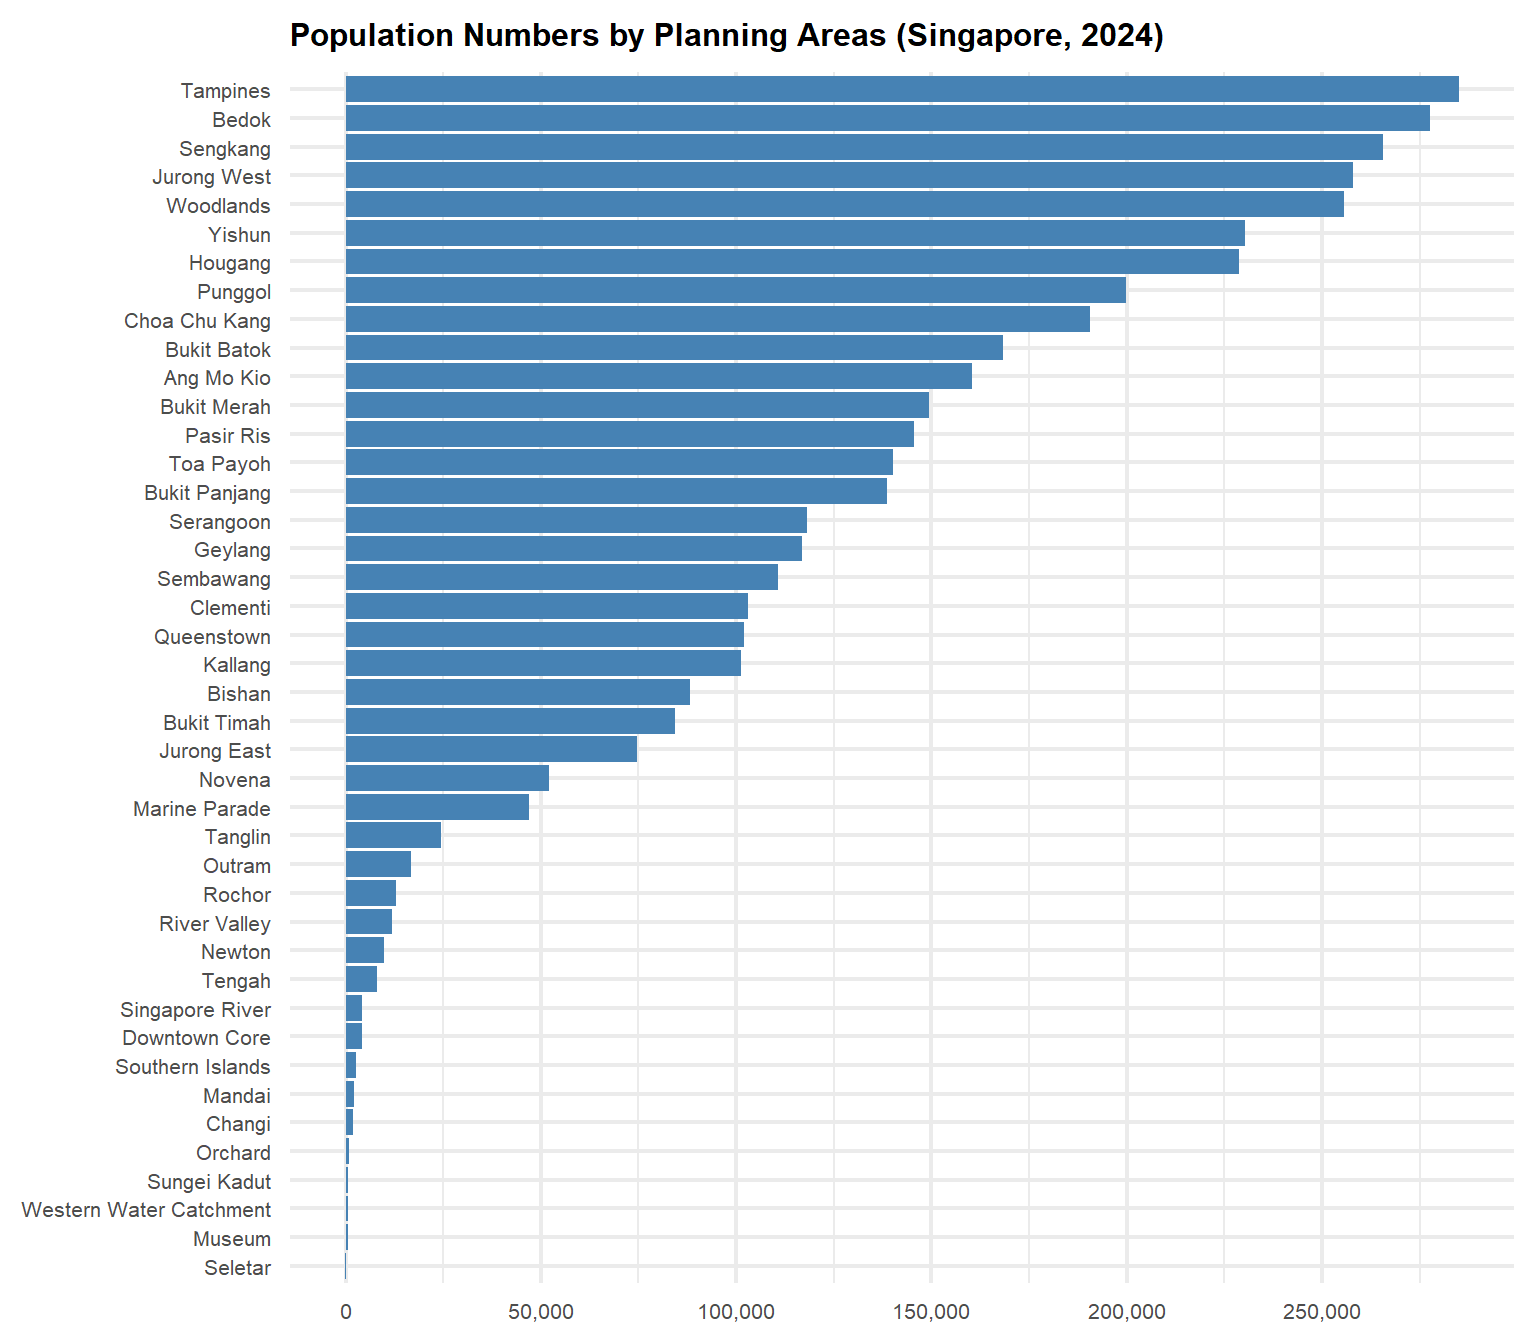 Population Numbers by Planning Areas (Singapore, 2024)
Tampines
Bedok
Sengkang
Jurong West
Woodlands
Yishun
Hougang
Punggol
Choa Chu Kang
Bukit Batok
Ang Mo Kio
Bukit Merah
Pasir Ris
Toa Payoh
Bukit Panjang
Serangoon
Geylang
Sembawang
Clementi
Queenstown
Kallang
Bishan
Bukit Timah
Jurong East
Novena
Marine Parade
Tanglin
Outram
Rochor
River Valley
Newton
Tengah
Singapore River
Downtown Core
Southern Islands
Mandai
Changi
Orchard
Sungei Kadut
Western Water Catchment
Museum
Seletar
0 50,000 100,000 150,000 200,000 250,000